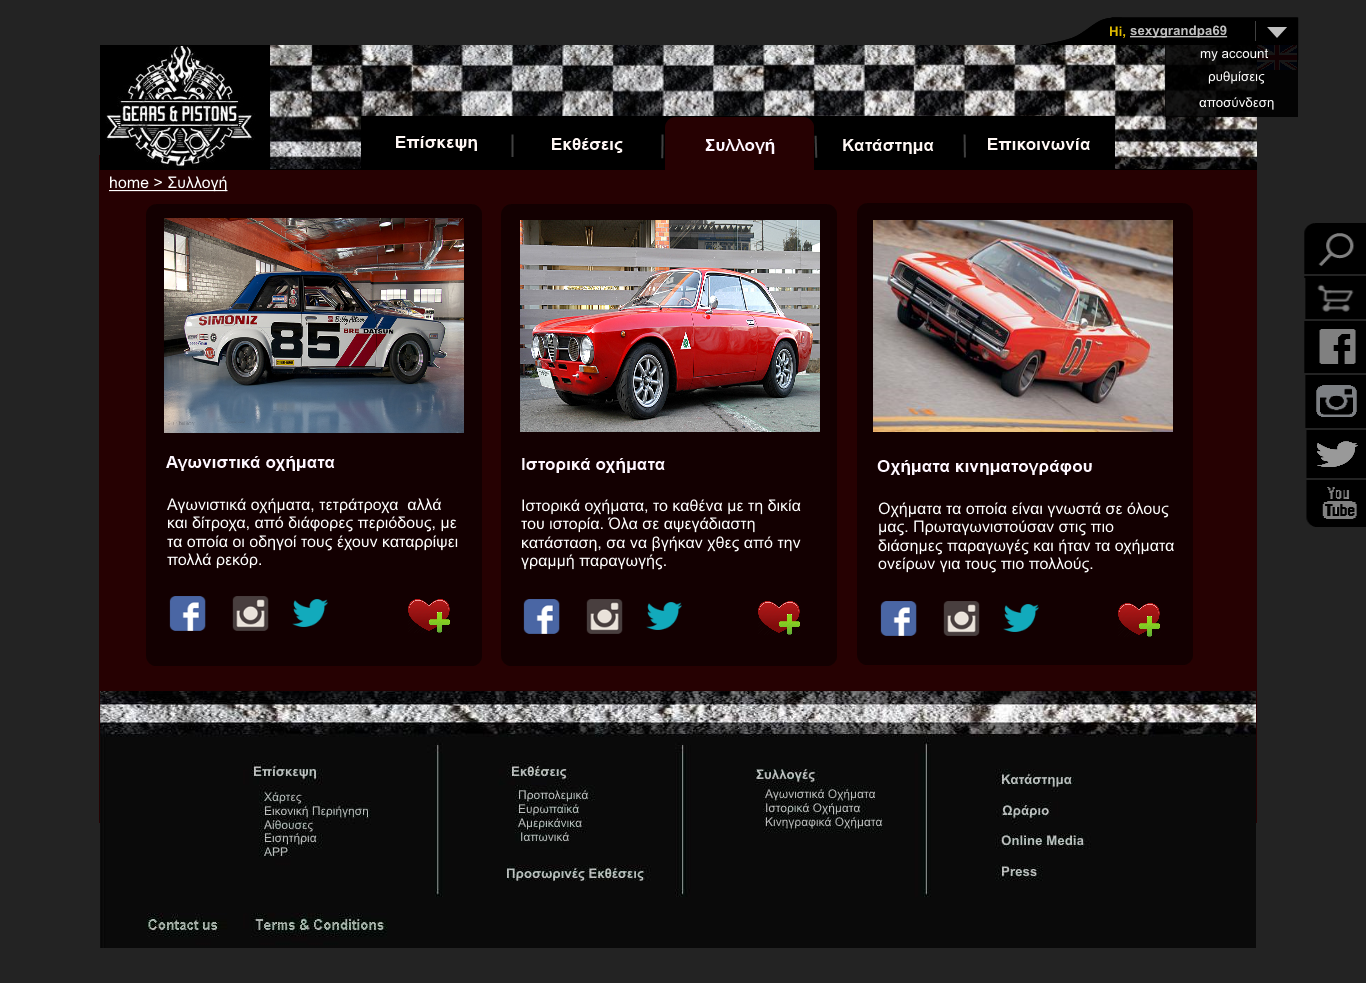 Hi, sexygrandpa69
my account
ρυθμίσεις
αποσύνδεση
GEARS & PISTONS
Επίσκεψη
Εκθέσεις
Συλλογή
Κατάστημα
Επικοινωνία
home > Συλλογή
SIMONIZ
85
BRE DATSUN
01
Αγωνιστικά οχήματα
Αγωνιστικά οχήματα, τετράτροχα αλλά
και δίτροχα, από διάφορες περιόδους, με
τα οποία οι οδηγοί τους έχουν καταρρίψει
πολλά ρεκόρ.
Ιστορικά οχήματα
Ιστορικά οχήματα, το καθένα με τη δικία
του ιστορία. Όλα σε αψεγάδιαστη
κατάσταση, σα να βγήκαν χθες από την
γραμμή παραγωγής.
Οχήματα κινηματογράφου
Οχήματα τα οποία είναι γνωστά σε όλους
μας. Πρωταγωνιστούσαν στις πιο
διάσημες παραγωγές και ήταν τα οχήματα
ονείρων για τους πιο πολλούς.
You
Tube
Επίσκεψη
Χάρτες
Εικονική Περιήγηση
Αίθουσες
Εισητήρια
APP
Εκθέσεις
Προπολεμικά
Ευρωπαϊκά
Αμερικάνικα
Ιαπωνικά
Προσωρινές Εκθέσεις
Συλλογές
Αγωνιστικά Οχήματα
Ιστορικά Οχήματα
Κινηγραφικά Οχήματα
Κατάστημα
Ωράριο
Online Media
Press
Contact us
Terms & Conditions